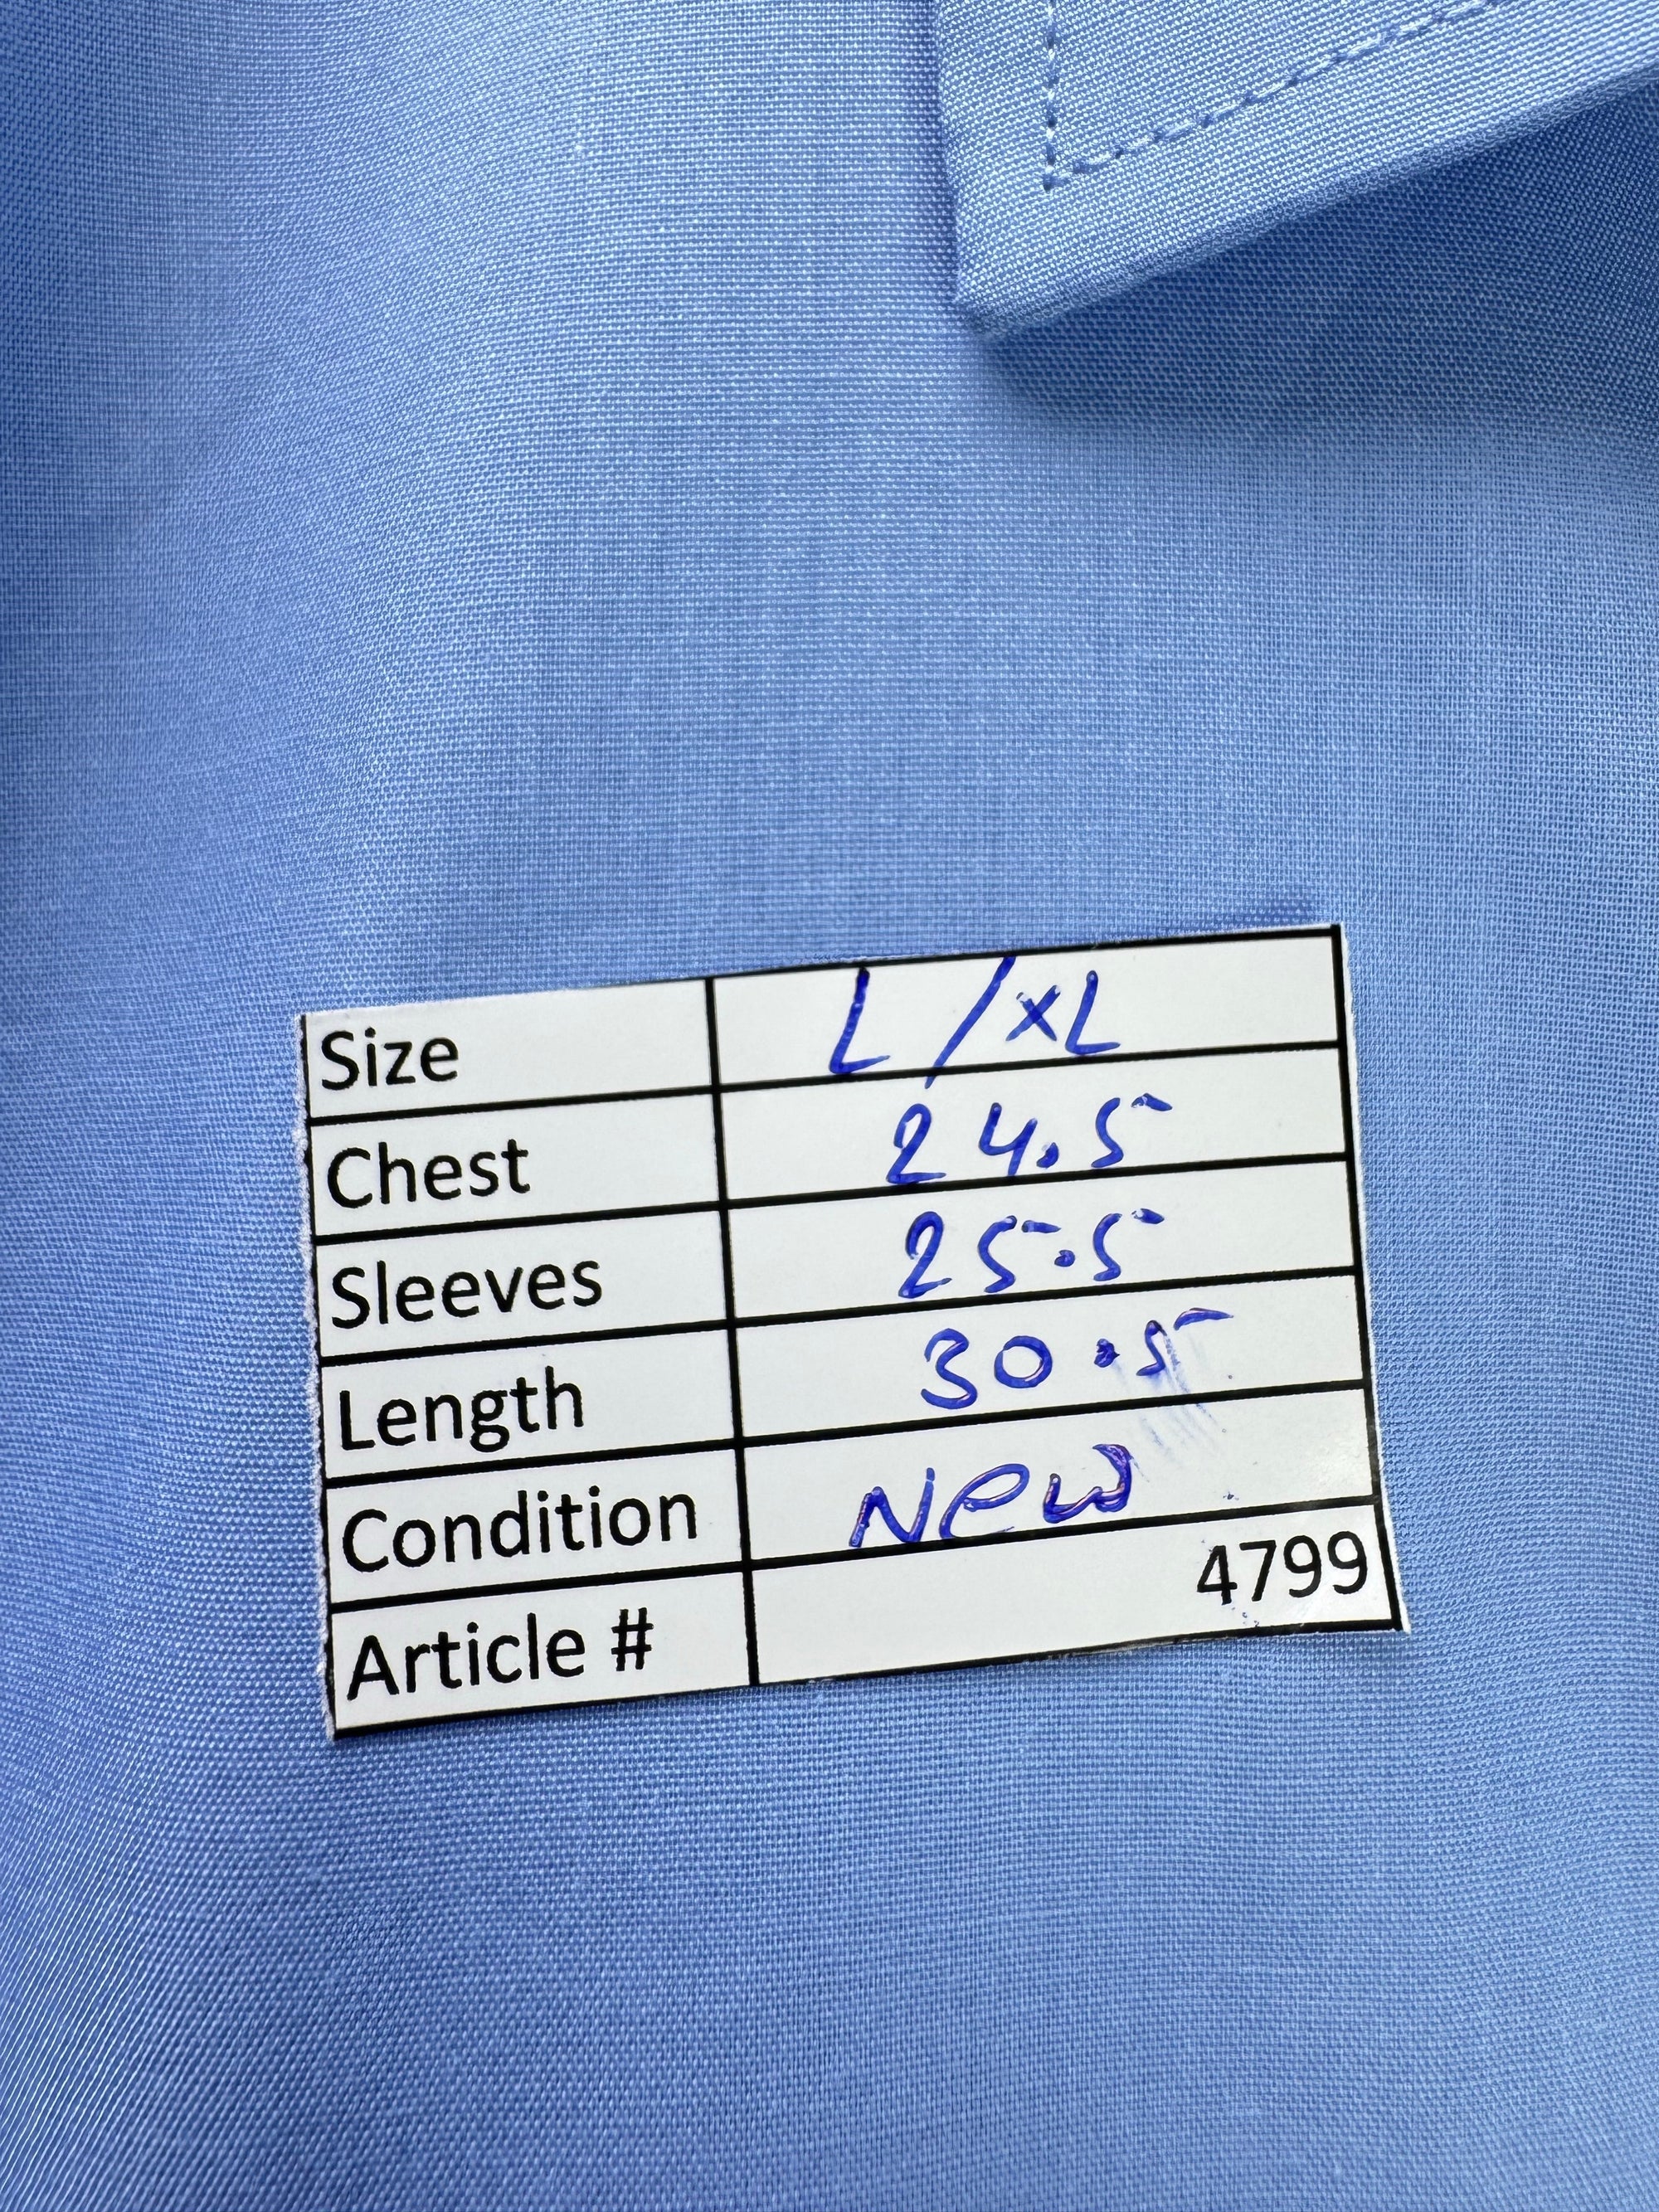 Size L/XL
Chest 24.5
Sleeves 25.5
Length 30.5
Condition New
Article # 4799